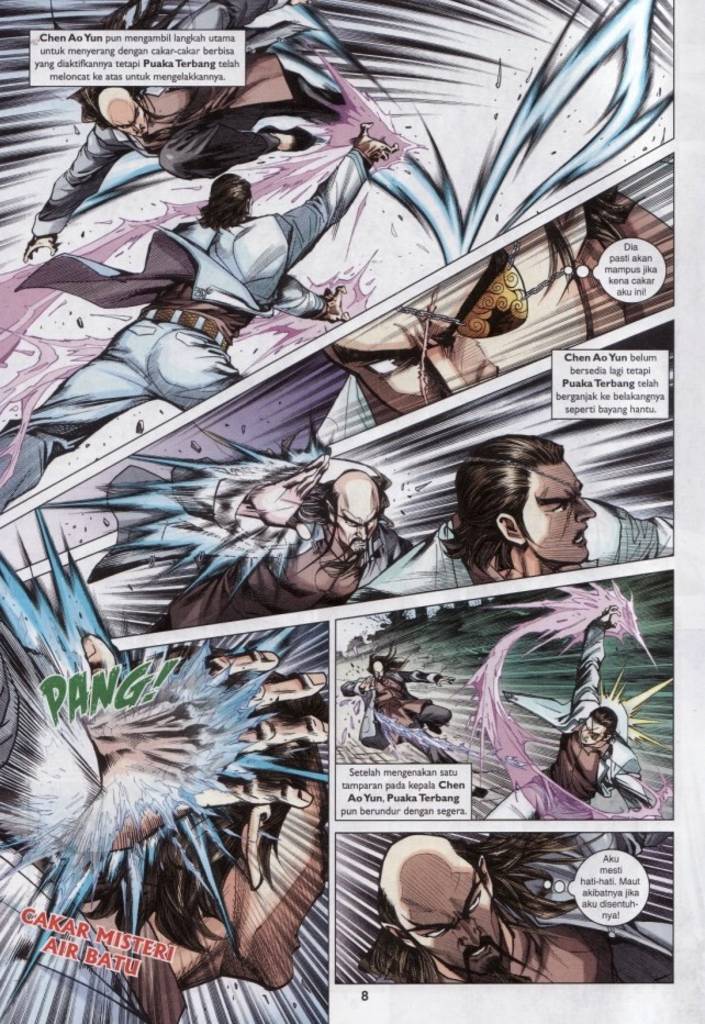 Chen Ao Yun pun mengambil langkah utama
untuk menyerang dengan cakar-cakar berbisa
yang diaktifkannya tetapi Puaka Terbang telah
meloncat ke atas untuk mengelakkannya.
Dia
pasti akan
mampus jika
kena cakar
aku ini!
Chen Ao Yun belum
bersedia lagi tetapi
Puaka Terbang telah
berganjak ke belakangnya
seperti bayang hantu.
PANG!
CAKAR MISTERI
AIR BATU
Setelah mengenakan satu
tamparan pada kepala Chen
Ao Yun, Puaka Terbang
pun berundur dengan segera.
Aku
mesti
hati-hati. Maut
akibatnya jika
aku disentuh-
nya!
8